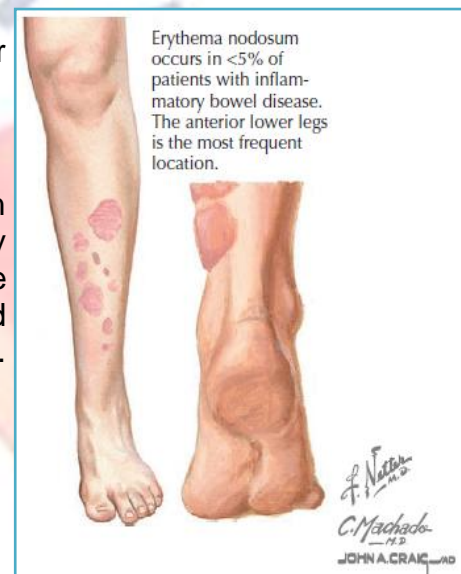 r
Erythema nodosum
occurs in <5% of
patients with inflam-
matory bowel disease.
The anterior lower legs
is the most frequent
location.
n
y
e
d
.
F. Netter
M.D.
C. Machado
M.D
JOHN A. CRAIG MD